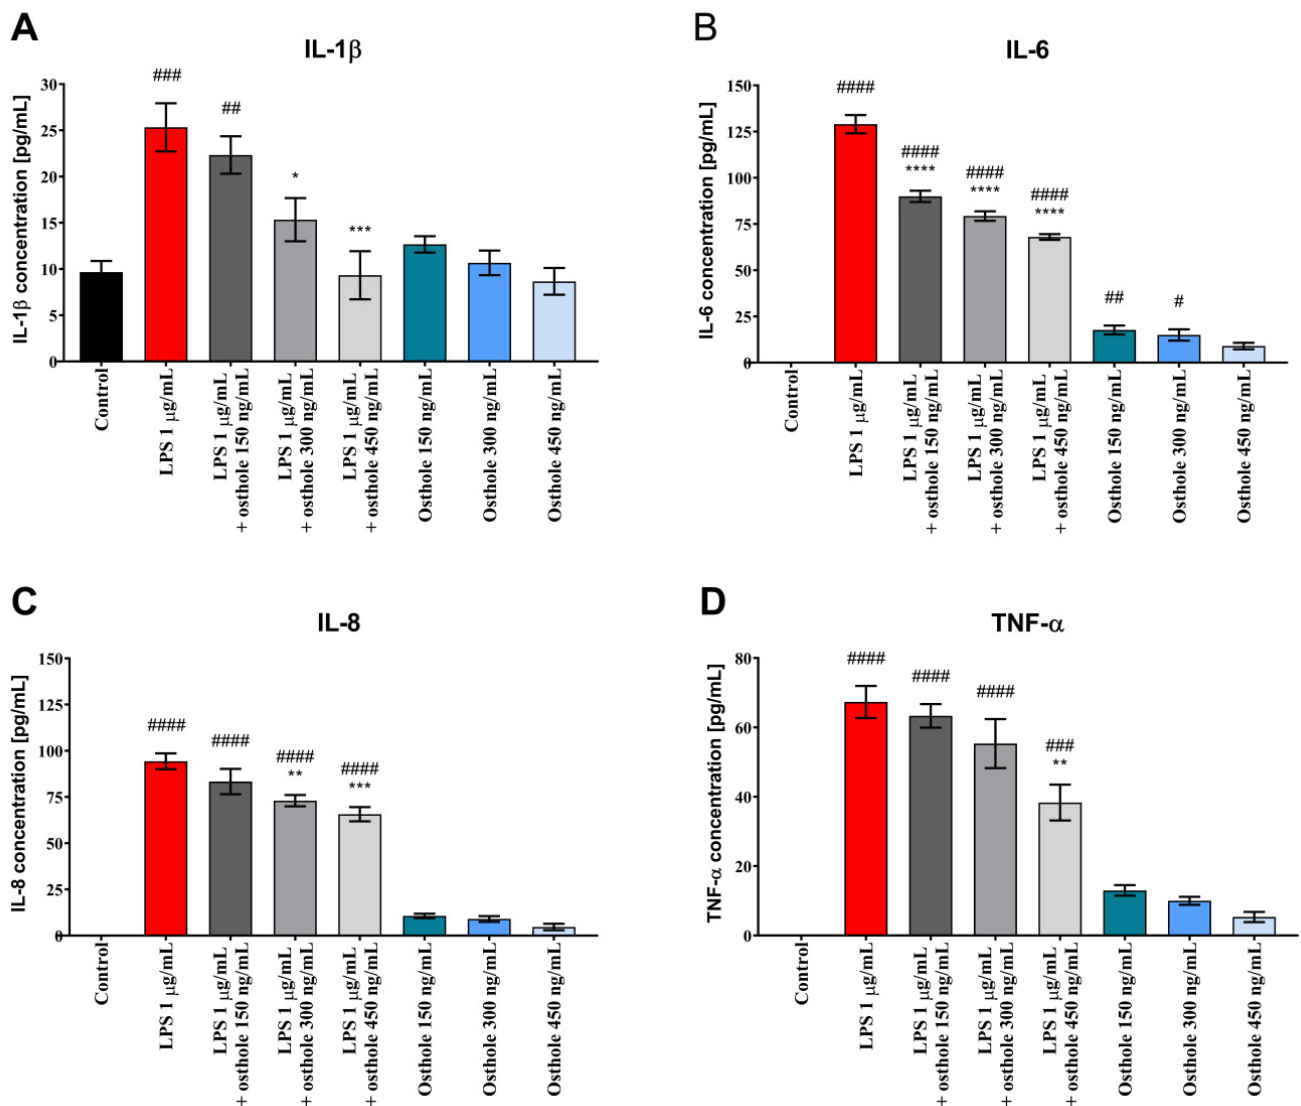 A
IL-1β
IL-1β concentration [pg/mL]
30
25
20
15
10
5
0
###
##
*
***
Control
LPS 1 μg/mL
LPS 1 μg/mL
+ osthole 150 ng/mL
LPS 1 μg/mL
+ osthole 300 ng/mL
LPS 1 μg/mL
+ osthole 450 ng/mL
Osthole 150 ng/mL
Osthole 300 ng/mL
Osthole 450 ng/mL
B
IL-6
IL-6 concentration [pg/mL]
150
125
100
75
50
25
0
####
####
****
####
****
####
****
##
#
Control
LPS 1 μg/mL
LPS 1 μg/mL
+ osthole 150 ng/mL
LPS 1 μg/mL
+ osthole 300 ng/mL
LPS 1 μg/mL
+ osthole 450 ng/mL
Osthole 150 ng/mL
Osthole 300 ng/mL
Osthole 450 ng/mL
C
IL-8
IL-8 concentration [pg/mL]
150
125
100
75
50
25
0
####
####
####
**
####
***
Control
LPS 1 μg/mL
LPS 1 μg/mL
+ osthole 150 ng/mL
LPS 1 μg/mL
+ osthole 300 ng/mL
LPS 1 μg/mL
+ osthole 450 ng/mL
Osthole 150 ng/mL
Osthole 300 ng/mL
Osthole 450 ng/mL
D
TNF-α
TNF-α concentration [pg/mL]
80
60
40
20
0
####
####
####
###
**
Control
LPS 1 μg/mL
LPS 1 μg/mL
+ osthole 150 ng/mL
LPS 1 μg/mL
+ osthole 300 ng/mL
LPS 1 μg/mL
+ osthole 450 ng/mL
Osthole 150 ng/mL
Osthole 300 ng/mL
Osthole 450 ng/mL